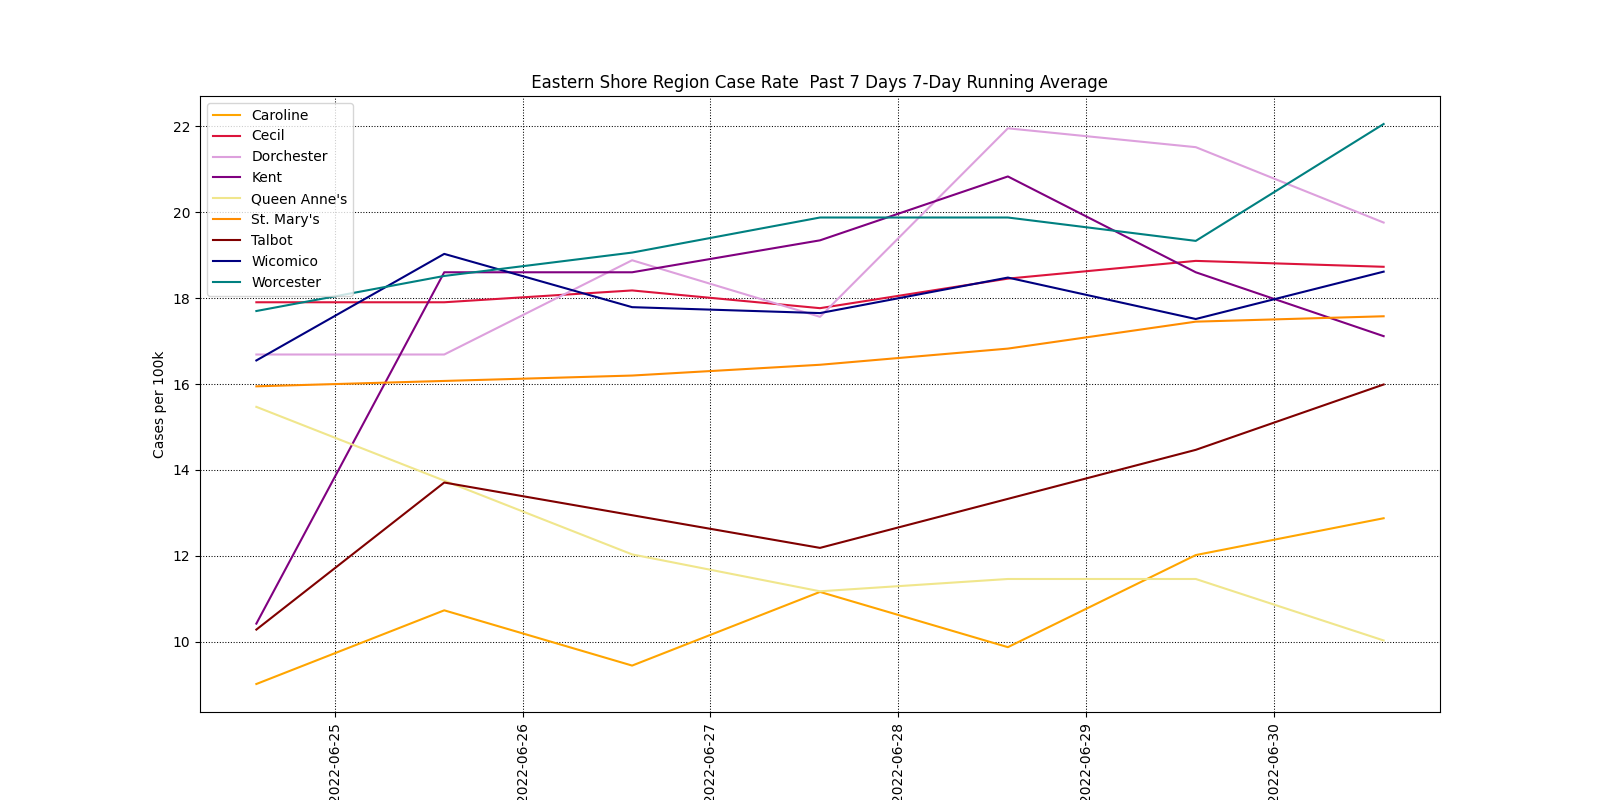 Eastern Shore Region Case Rate  Past 7 Days 7-Day Running Average
Caroline
Cecil
Dorchester
Kent
Queen Anne's
St. Mary's
Talbot
Wicomico
Worcester
22
20
18
16
14
12
10
Cases per 100k
2022-06-25
2022-06-26
2022-06-27
2022-06-28
2022-06-29
2022-06-30